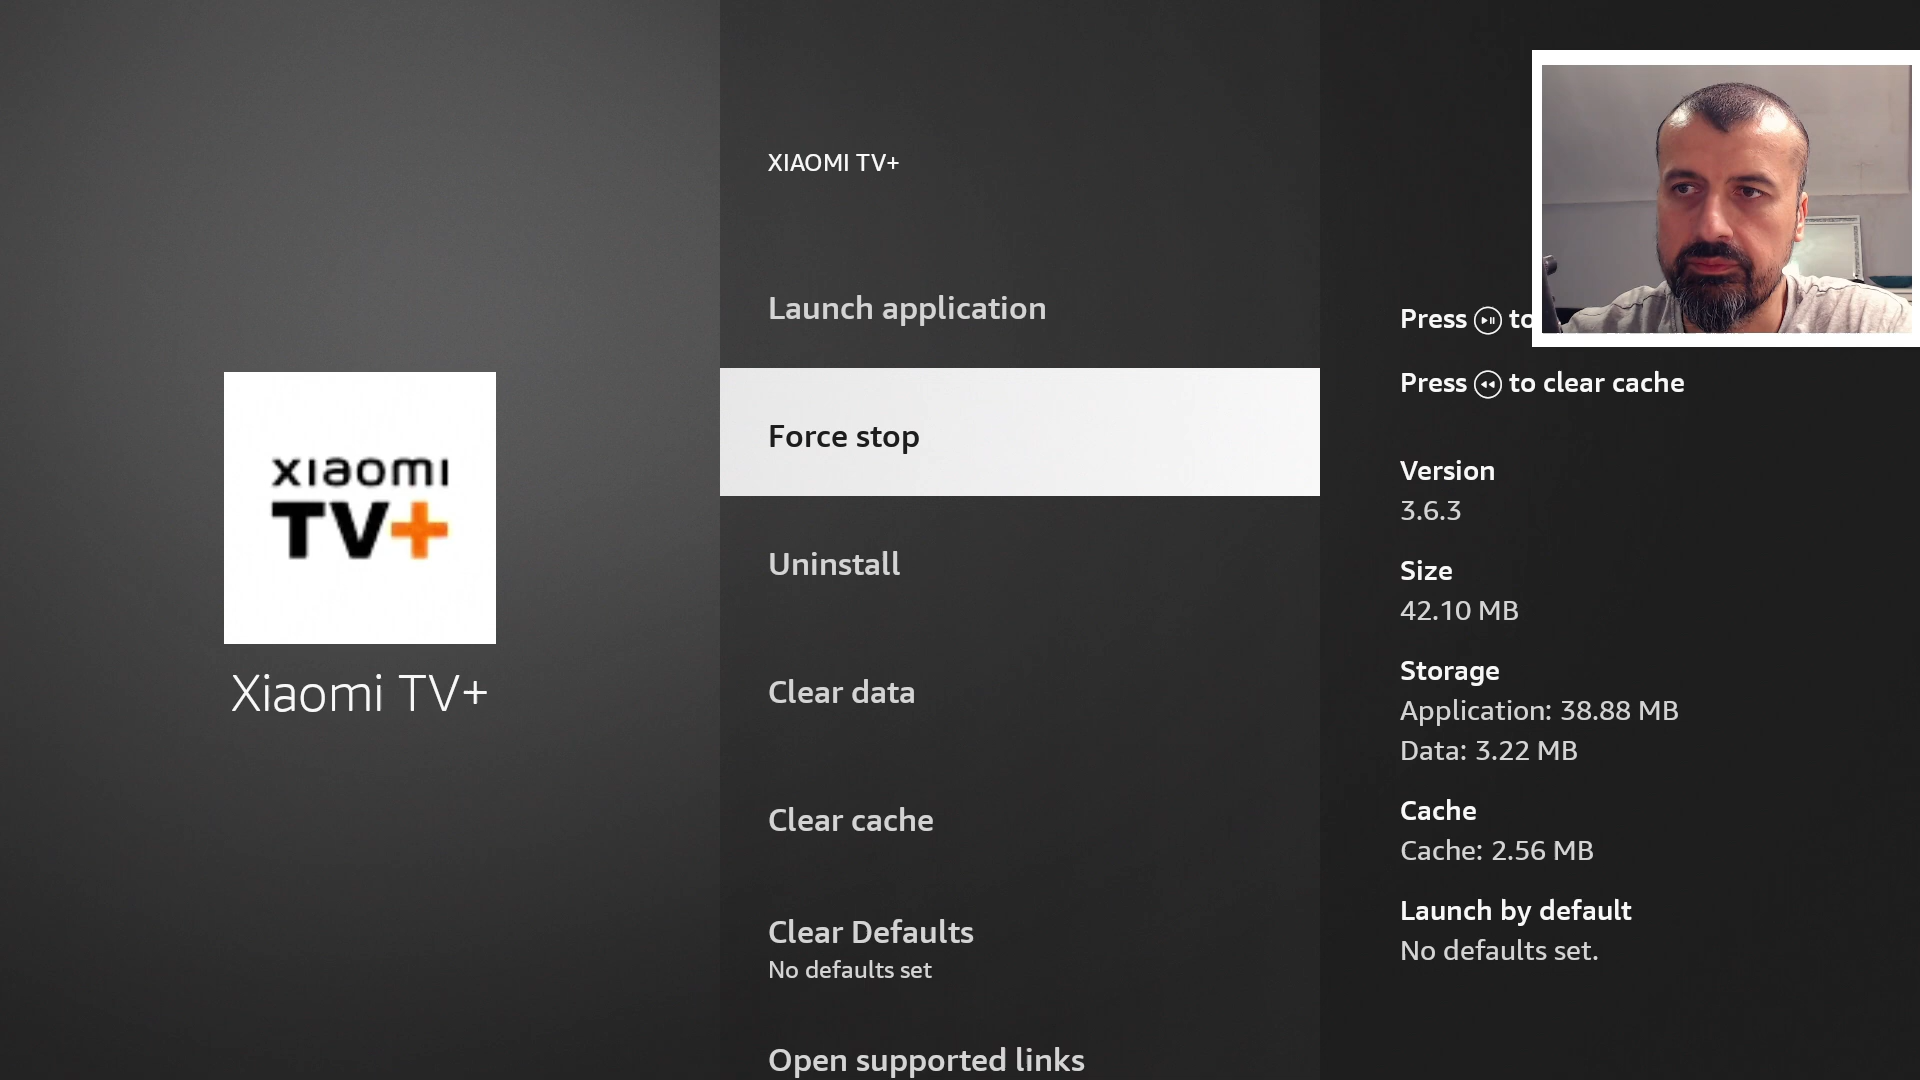 XIAOMI TV+
Launch application
Force stop
Uninstall
Clear data
Clear cache
Clear Defaults
No defaults set
Open supported links
xiaomi
TV+
Xiaomi TV+
Press to
Press to clear cache
Version
3.6.3
Size
42.10 MB
Storage
Application: 38.88 MB
Data: 3.22 MB
Cache
Cache: 2.56 MB
Launch by default
No defaults set.